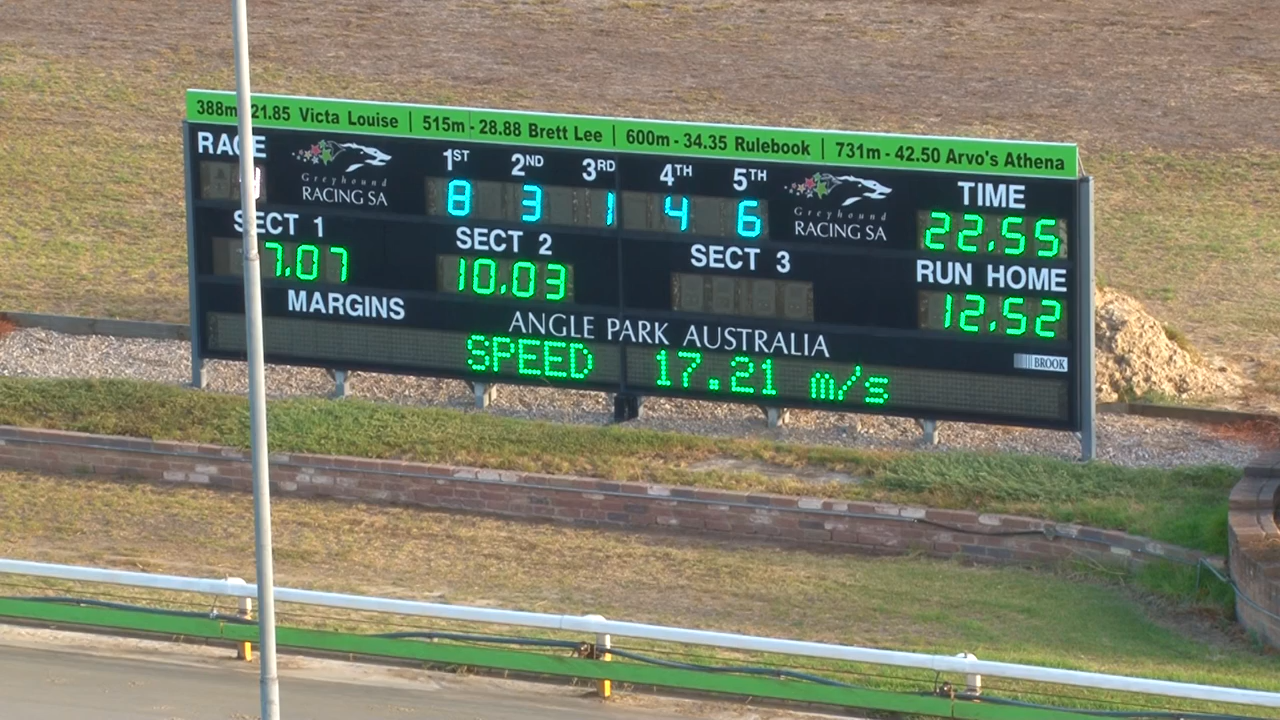 388m - 21.85 Victa Louise | 515m - 28.88 Brett Lee | 600m - 34.35 Rulebook | 731m - 42.50 Arvo's Athena
RACE
Greyhound
RACING SA
1ST 2ND 3RD 4TH 5TH
8 3 1 4 6
Greyhound
RACING SA
TIME
22.55
SECT 1
7.07
SECT 2
10.03
SECT 3
RUN HOME
12.52
MARGINS
ANGLE PARK AUSTRALIA
BROOK
SPEED 17.21 m/s